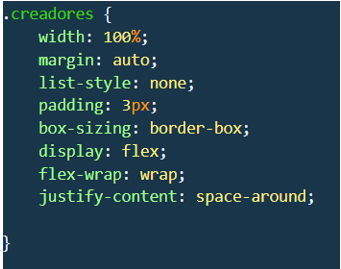 .creadores {
width: 100%;
margin: auto;
list-style: none;
padding: 3px;
box-sizing: border-box;
display: flex;
flex-wrap: wrap;
justify-content: space-around;
}